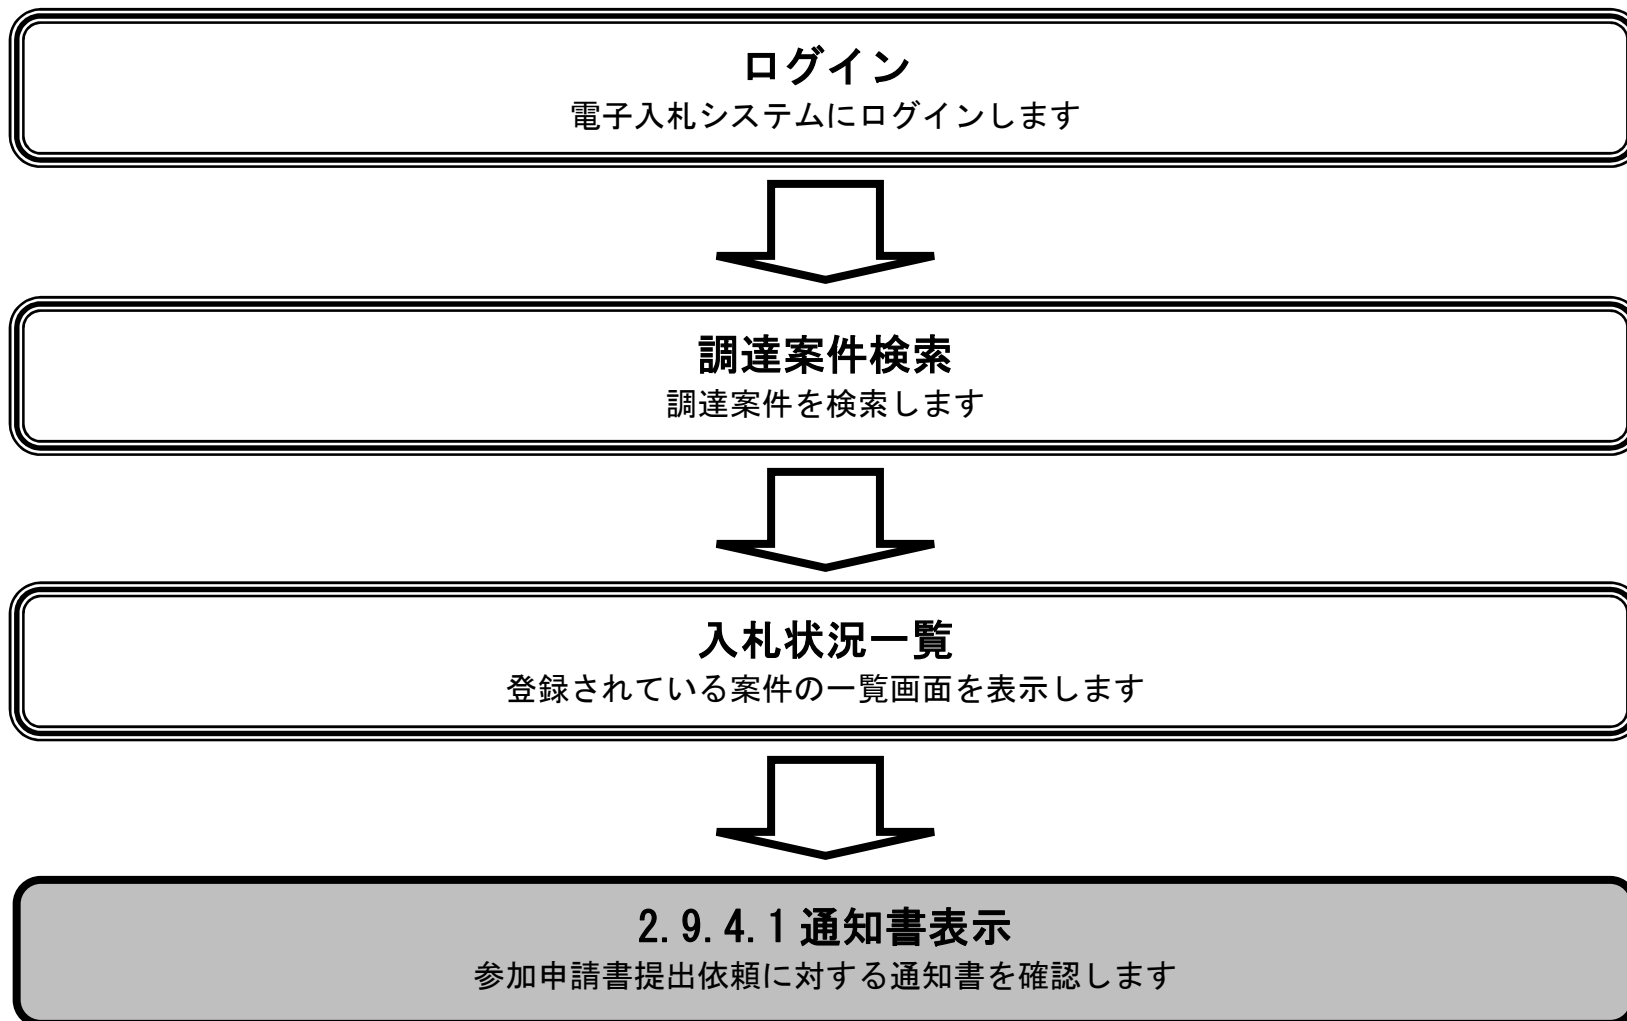 ログイン
電子入札システムにログインします
調達案件検索
調達案件を検索します
入札状況一覧
登録されている案件の一覧画面を表示します
2.9.4.1通知書表示
参加申請書提出依頼に対する通知書を確認します